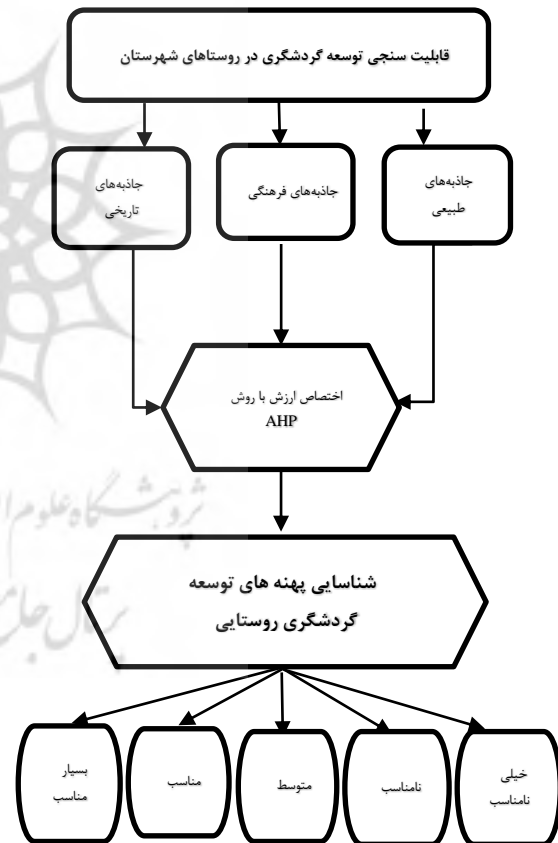 قابلیت سنجی توسعه گردشگری در روستاهای شهرستان
جاذبه‌های
طبیعی
جاذبه‌های فرهنگی
جاذبه‌های
تاریخی
اختصاص ارزش با روش
AHP
شناسایی پهنه های توسعه
گردشگری روستایی
خیلی
نامناسب
نامناسب
متوسط
مناسب
بسیار
مناسب